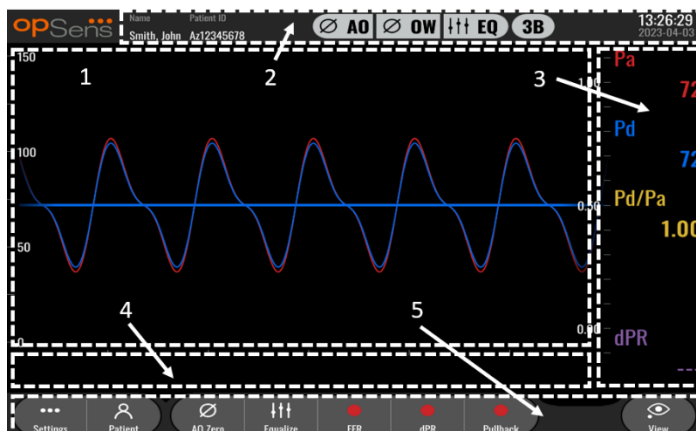 opSens
Name Patient ID
Smith, John Az12345678
Ø AO Ø OW EQ 3B
13:26:29
2023-04-03
150
1
2
3
Pa
1.00
72
Pd
100
72
Pd/Pa
0.50
1.00
50
4
5
0
0.00
dPR
---
Settings Patient AO Zero Equalize FFR dPR Pullback View